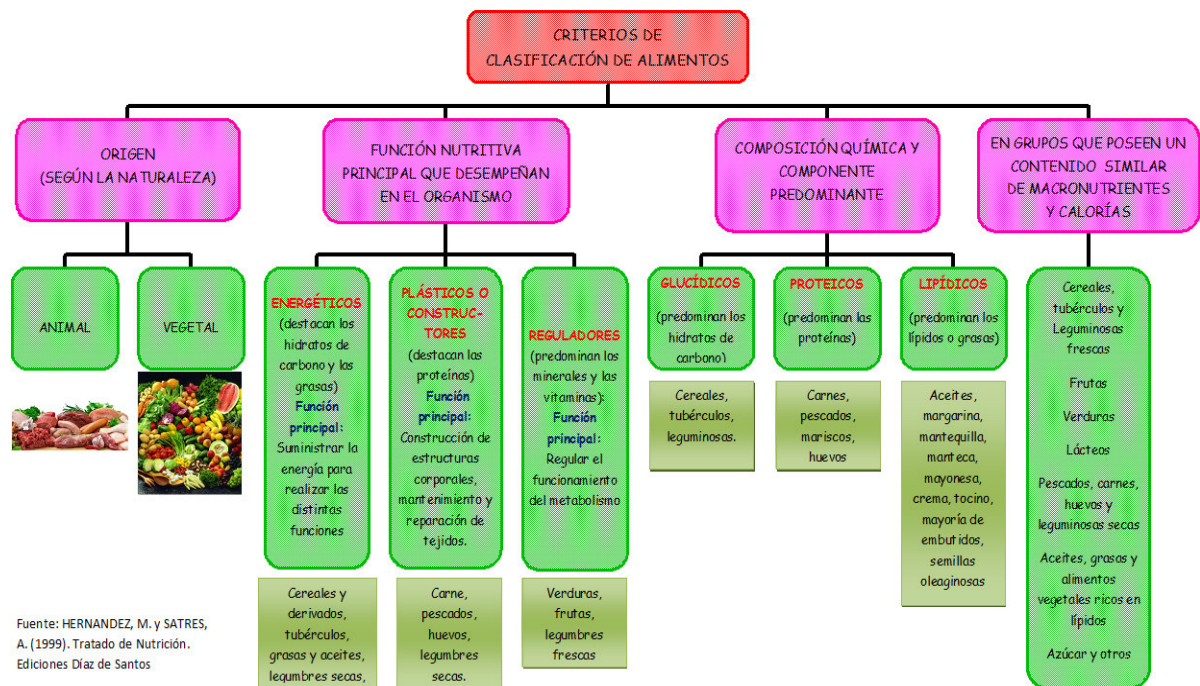 CRITERIOS DE
CLASIFICACIÓN DE ALIMENTOS
ORIGEN
(SEGÚN LA NATURALEZA)
ANIMAL
VEGETAL
FUNCIÓN NUTRITIVA
PRINCIPAL QUE DESEMPEÑAN
EN EL ORGANISMO
ENERGÉTICOS
(destacan los
hidratos de
carbono y las
grasas)
Función
principal:
Suministrar la
energía para
realizar las
distintas
funciones
Cereales y
derivados,
tubérculos,
grasas y aceites,
legumbres secas,
PLÁSTICOS O
CONSTRUC-
TORES
(destacan las
proteínas)
Función
principal:
Construcción de
estructuras
corporales,
mantenimiento y
reparación de
tejidos.
Carne,
pescados,
huevos,
legumbres
secas.
REGULADORES
(predominan los
minerales y las
vitaminas):
Función
principal:
Regular el
funcionamiento
del metabolismo
Verduras,
frutas,
legumbres
frescas
COMPOSICIÓN QUÍMICA Y
COMPONENTE
PREDOMINANTE
GLUCÍDICOS
(predominan los
hidratos de
carbono)
Cereales,
tubérculos,
leguminosas.
PROTEICOS
(predominan las
proteínas)
Carnes,
pescados,
mariscos,
huevos
LIPÍDICOS
(predominan los
lípidos o grasas)
Aceites,
margarina,
mantequilla,
manteca,
mayonesa,
crema, tocino,
mayoría de
embutidos,
semillas
oleaginosas
EN GRUPOS QUE POSEEN UN
CONTENIDO SIMILAR
DE MACRONUTRIENTES
Y CALORÍAS
Cereales,
tubérculos y
Leguminosas
frescas
Frutas
Verduras
Lácteos
Pescados, carnes,
huevos y
leguminosas secas
Aceites, grasas y
alimentos
vegetales ricos en
lípidos
Azúcar y otros
Fuente: HERNANDEZ, M. y SATRES,
A. (1999). Tratado de Nutrición.
Ediciones Díaz de Santos